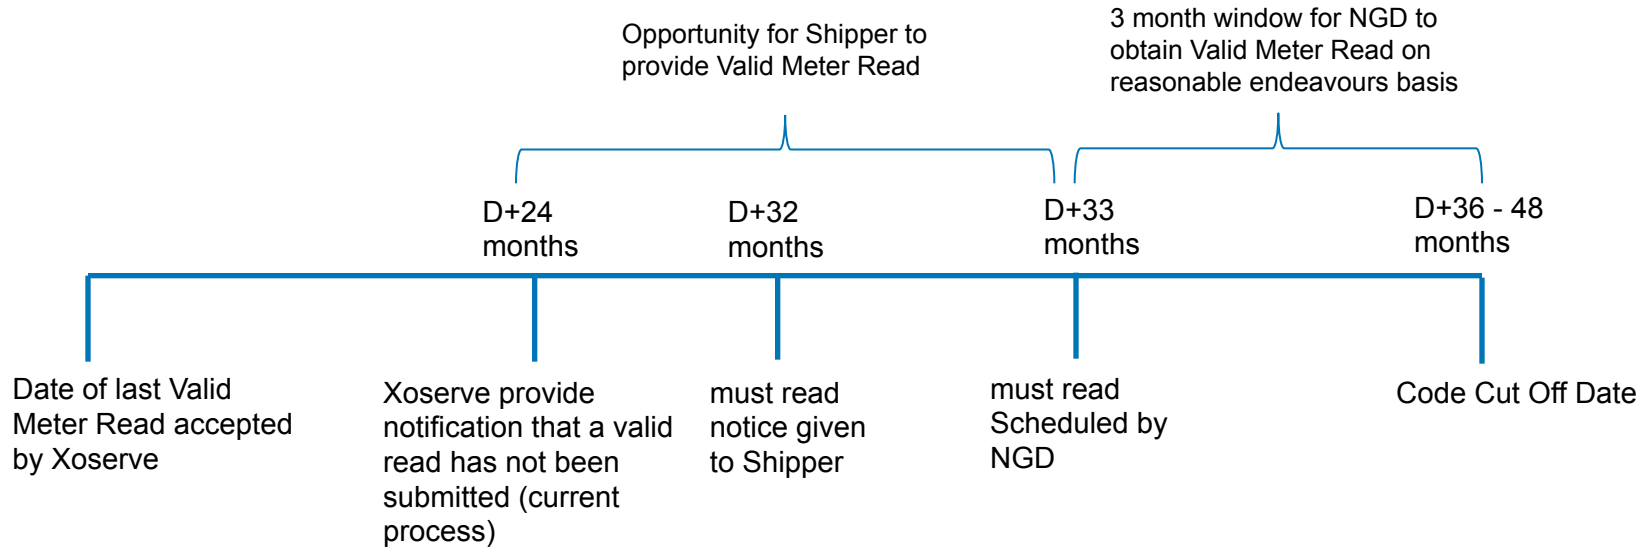 Opportunity for Shipper to
provide Valid Meter Read
3 month window for NGD to
obtain Valid Meter Read on
reasonable endeavours basis
D+24
months
D+32
months
D+33
months
D+36 - 48
months
Date of last Valid
Meter Read accepted
by Xoserve
Xoserve provide
notification that a valid
read has not been
submitted (current
process)
must read
notice given
to Shipper
must read
Scheduled by
NGD
Code Cut Off Date